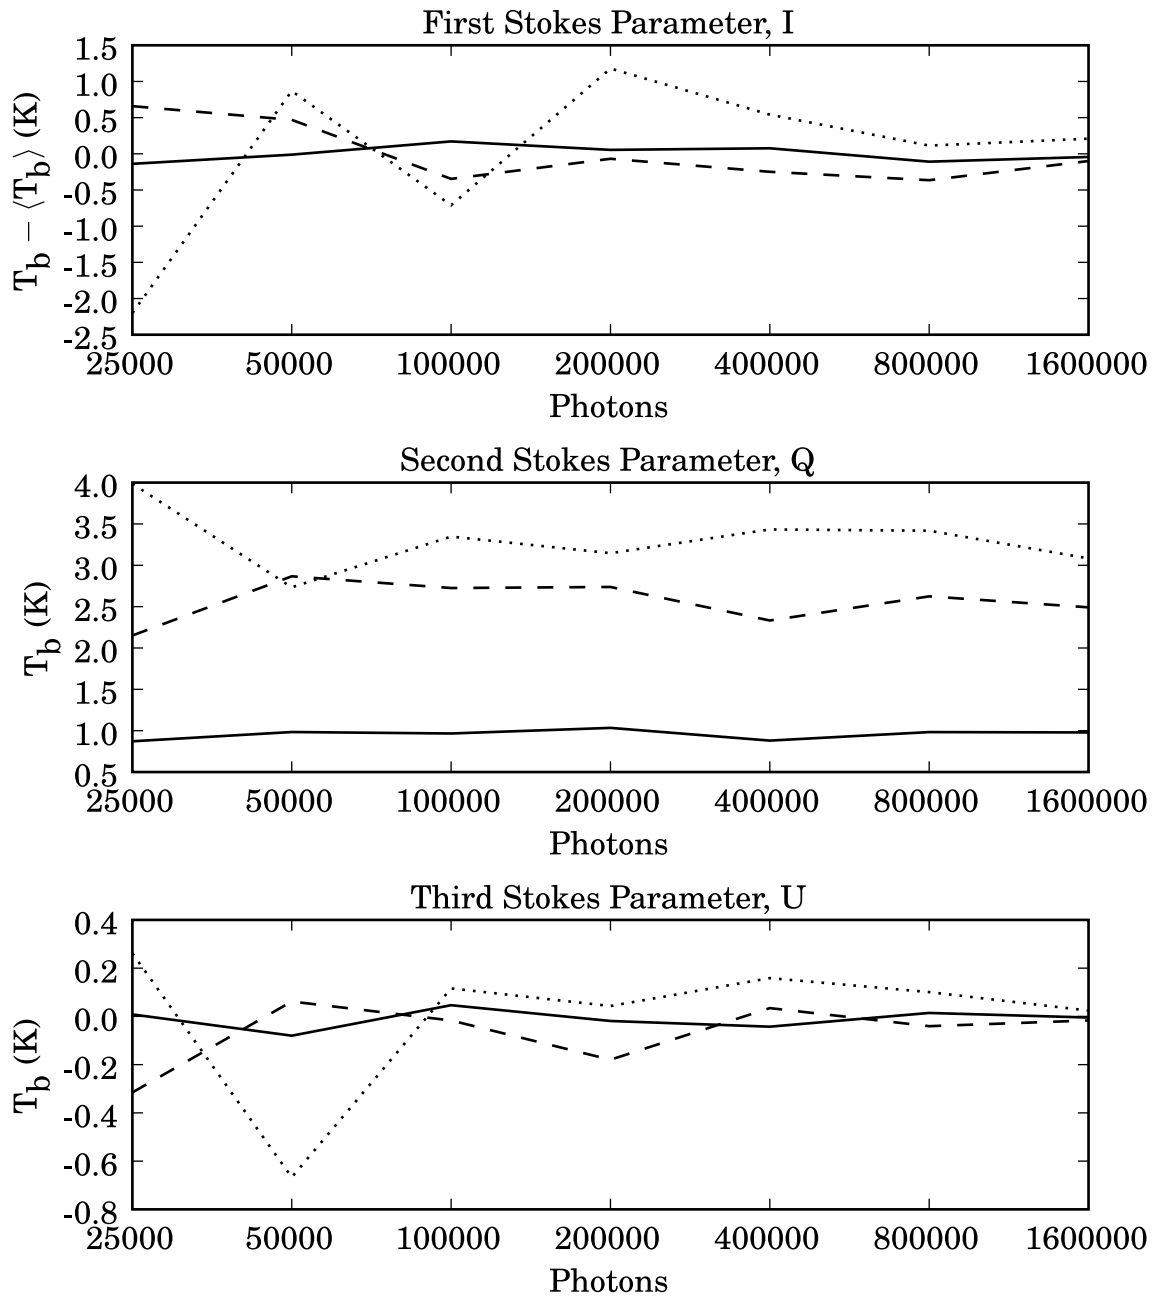 First Stokes Parameter, I
1.5
1.0
0.5
0.0
-0.5
-1.0
-1.5
-2.0
-2.5
T_b − ⟨T_b⟩ (K)
25000 50000 100000 200000 400000 800000 1600000
Photons
Second Stokes Parameter, Q
4.0
3.5
3.0
2.5
2.0
1.5
1.0
0.5
T_b (K)
25000 50000 100000 200000 400000 800000 1600000
Photons
Third Stokes Parameter, U
0.4
0.2
0.0
-0.2
-0.4
-0.6
-0.8
T_b (K)
25000 50000 100000 200000 400000 800000 1600000
Photons